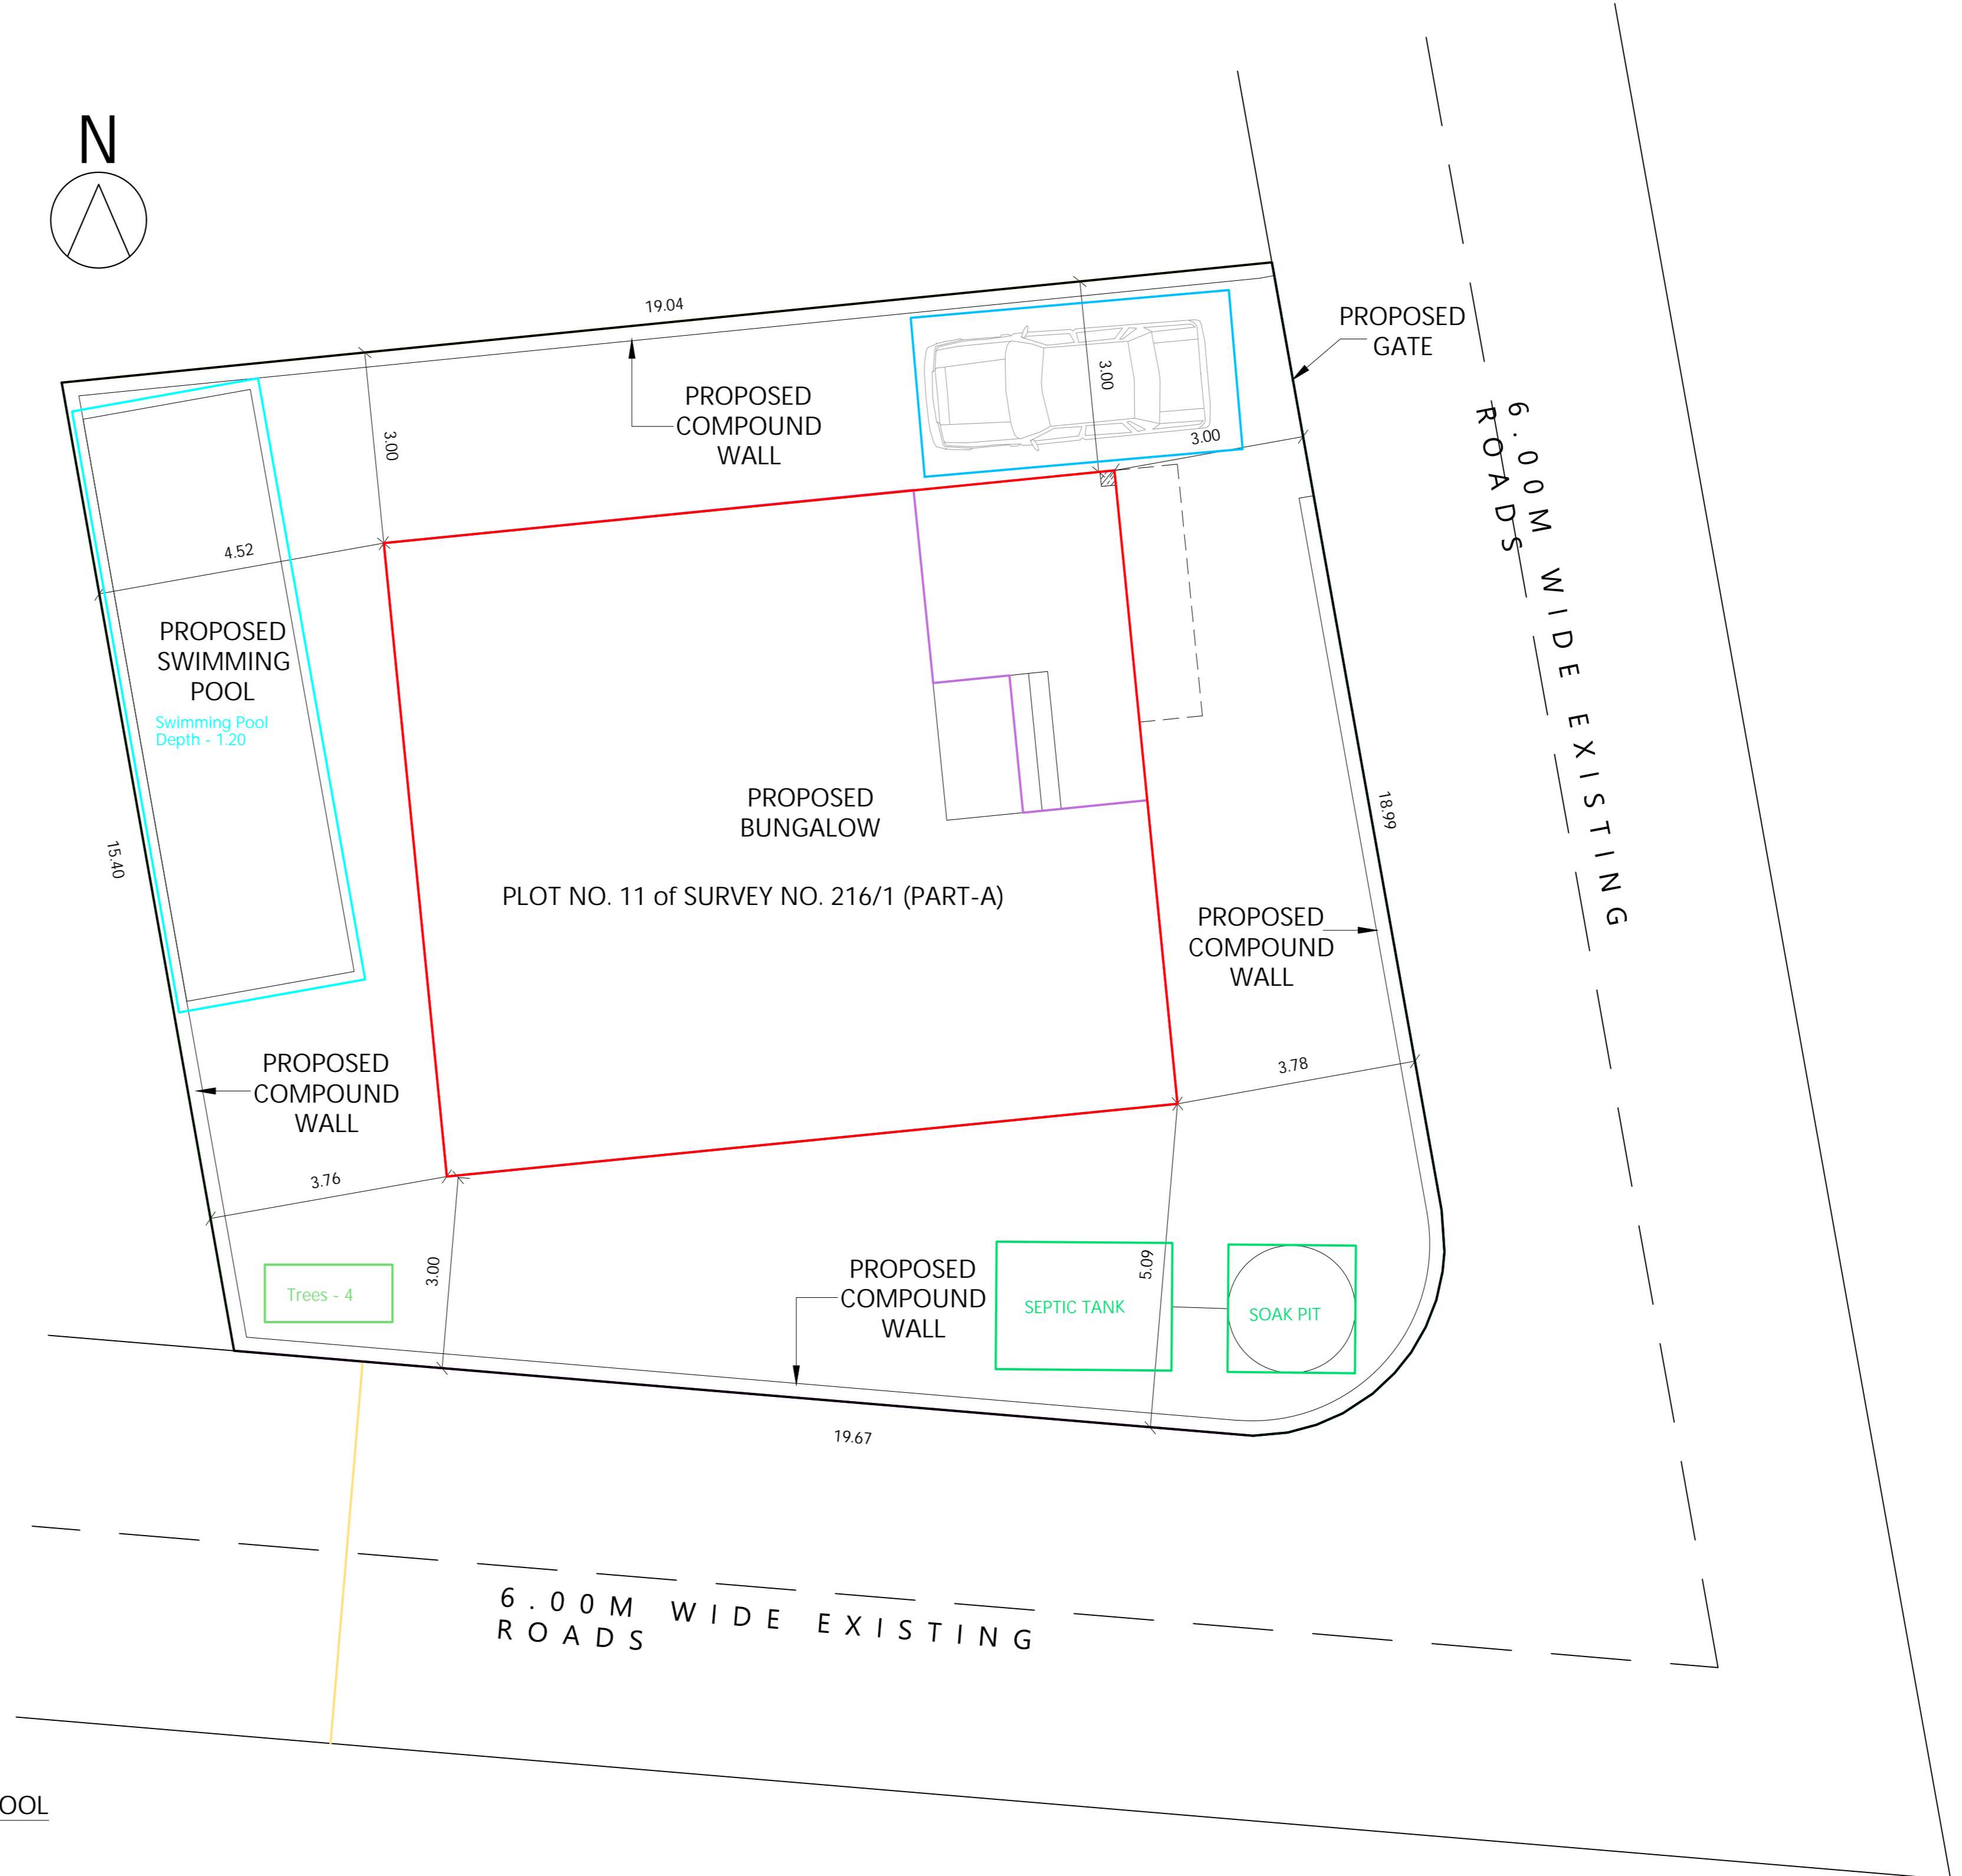 N
19.04
PROPOSED
GATE
PROPOSED
COMPOUND
WALL
3.00
3.00
3.00
6.00M WIDE EXISTING
ROADS
4.52
PROPOSED
SWIMMING
POOL
Swimming Pool
Depth - 1.20
PROPOSED
BUNGALOW
18.99
15.40
PLOT NO. 11 of SURVEY NO. 216/1 (PART-A)
PROPOSED
COMPOUND
WALL
PROPOSED
COMPOUND
WALL
3.78
3.76
3.00
5.09
PROPOSED
COMPOUND
WALL
Trees - 4
SEPTIC TANK
SOAK PIT
19.67
6.00M WIDE EXISTING
ROADS
OOL